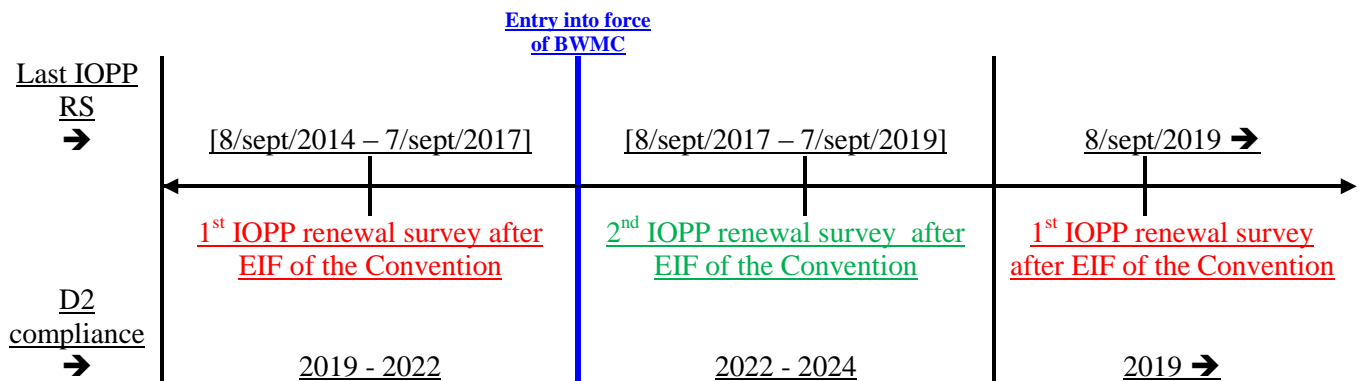 Entry into force
of BWMC
Last IOPP
RS
➔
[8/sept/2014 – 7/sept/2017]
[8/sept/2017 – 7/sept/2019]
8/sept/2019 ➔
1st IOPP renewal survey after
EIF of the Convention
2nd IOPP renewal survey after
EIF of the Convention
1st IOPP renewal survey
after EIF of the Convention
D2
compliance
➔
2019 - 2022
2022 - 2024
2019 ➔